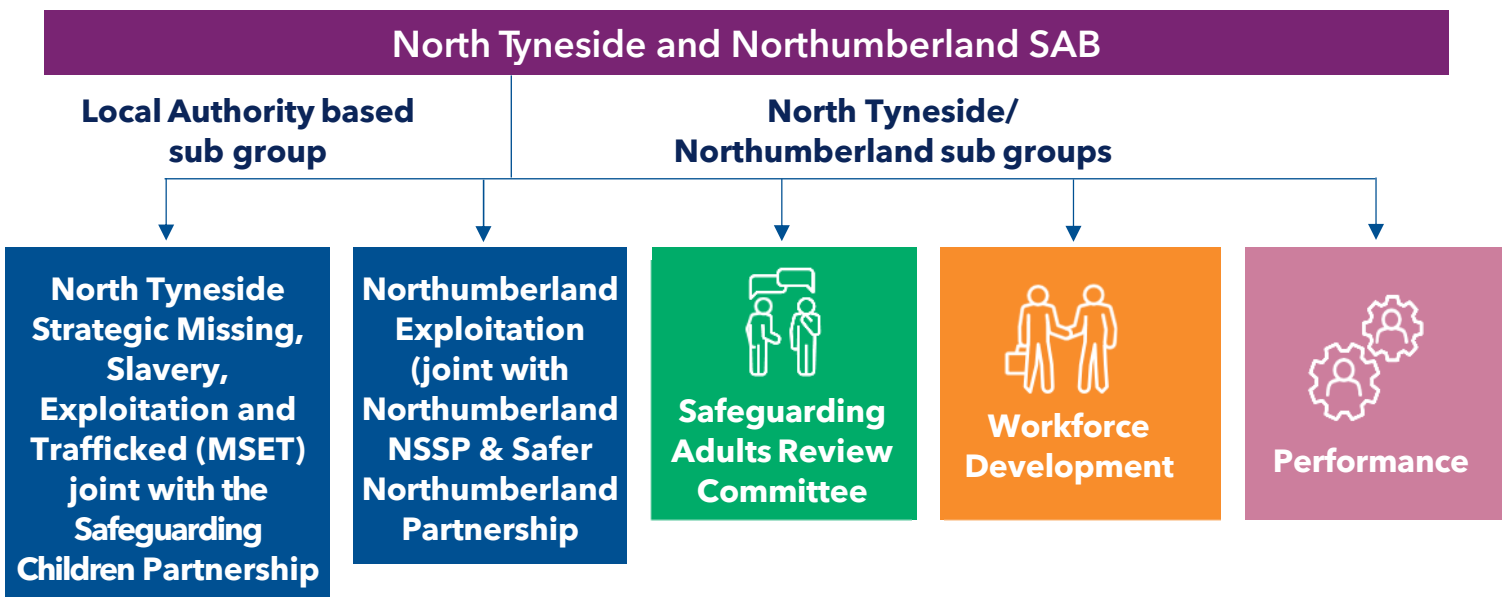 North Tyneside and Northumberland SAB
Local Authority based
sub group
North Tyneside/
Northumberland sub groups
North Tyneside
Strategic Missing,
Slavery,
Exploitation and
Trafficked (MSET)
joint with the
Safeguarding
Children Partnership
Northumberland
Exploitation
(joint with
Northumberland
NSSP & Safer
Northumberland
Partnership
Safeguarding
Adults Review
Committee
Workforce
Development
Performance